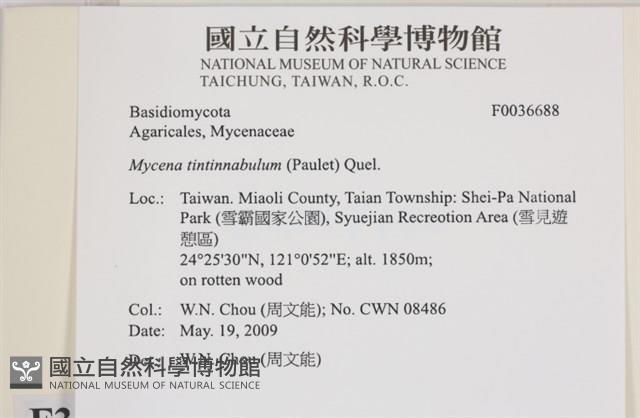 國立自然科學博物館
NATIONAL MUSEUM OF NATURAL SCIENCE
TAICHUNG, TAIWAN, R.O.C.
Basidiomycota F0036688
Agaricales, Mycenaceae
Mycena tintinnabulum (Paulet) Quel.
Loc.: Taiwan. Miaoli County, Taian Township: Shei-Pa National
Park (雪霸國家公園), Syuejian Recreotion Area (雪見遊
憩區)
24°25'30"N, 121°0'52"E; alt. 1850m;
on rotten wood
Col.: W.N. Chou (周文能); No. CWN 08486
Date: May. 19, 2009
Det.: W.N. Chou (周文能)
國立自然科學博物館
NATIONAL MUSEUM OF NATURAL SCIENCE